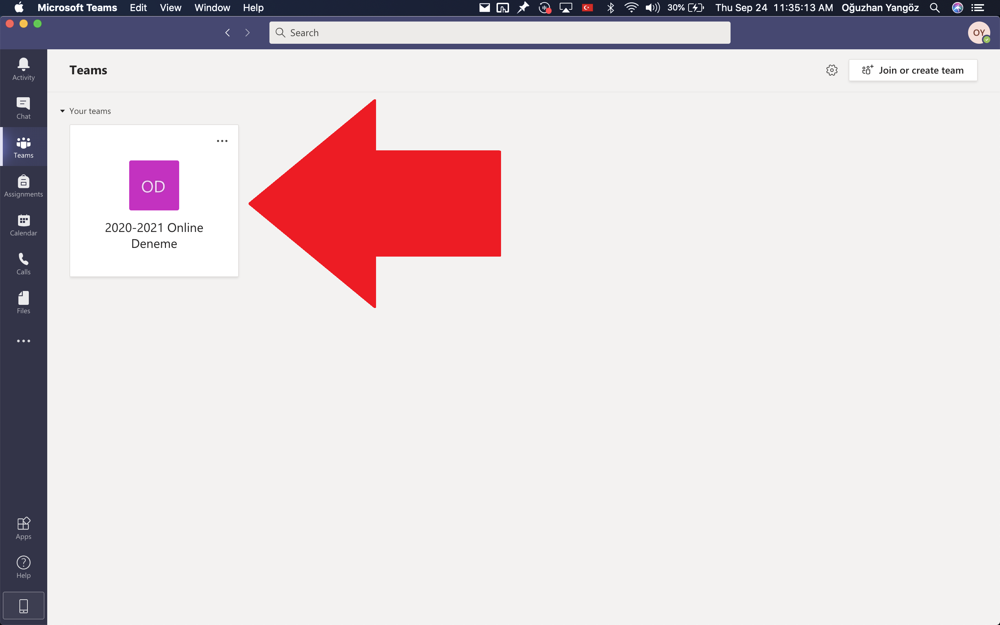 Microsoft Teams Edit View Window Help 30% Thu Sep 24 11:35:13 AM Oğuzhan Yangöz
Search
OY
Activity
Chat
Teams
Assignments
Calendar
Calls
Files
Apps
Help
Teams
Join or create team
Your teams
OD
2020-2021 Online
Deneme